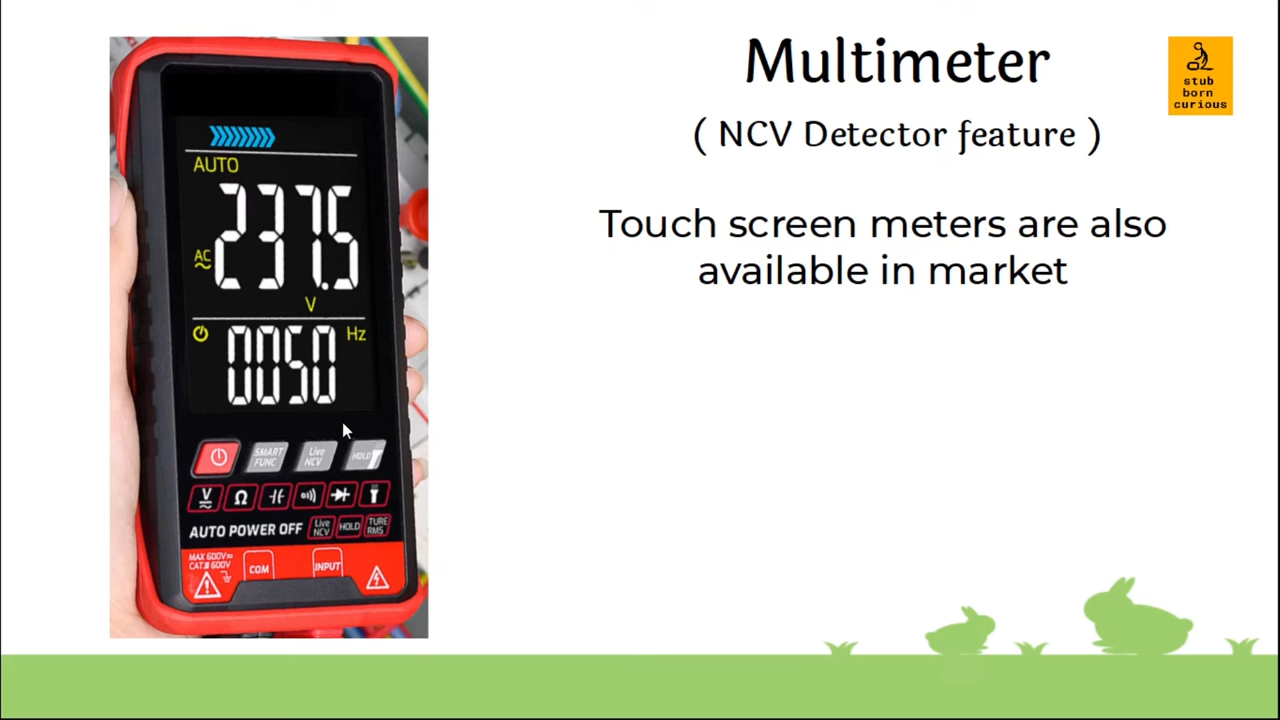 Multimeter
( NCV Detector feature )
Touch screen meters are also
available in market
stub
born
curious
AUTO
237.5
AC
V
0050 Hz
SMART
FUNC
Live
NCV
HOLD
V Ω
AUTO POWER OFF
Live
NCV
HOLD
TURE
RMS
MAX 600V
CAT.III 600V
COM
INPUT